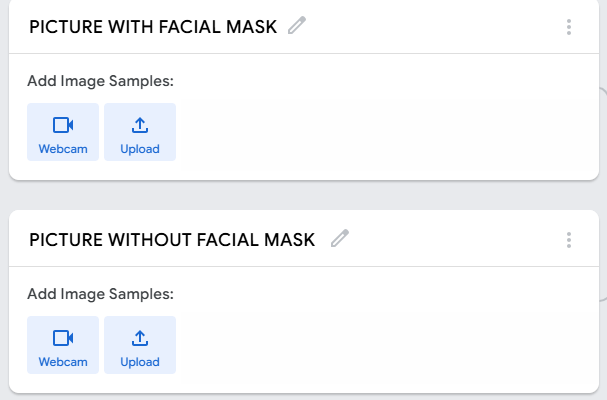 PICTURE WITH FACIAL MASK
Add Image Samples:
Webcam Upload
PICTURE WITHOUT FACIAL MASK
Add Image Samples:
Webcam Upload